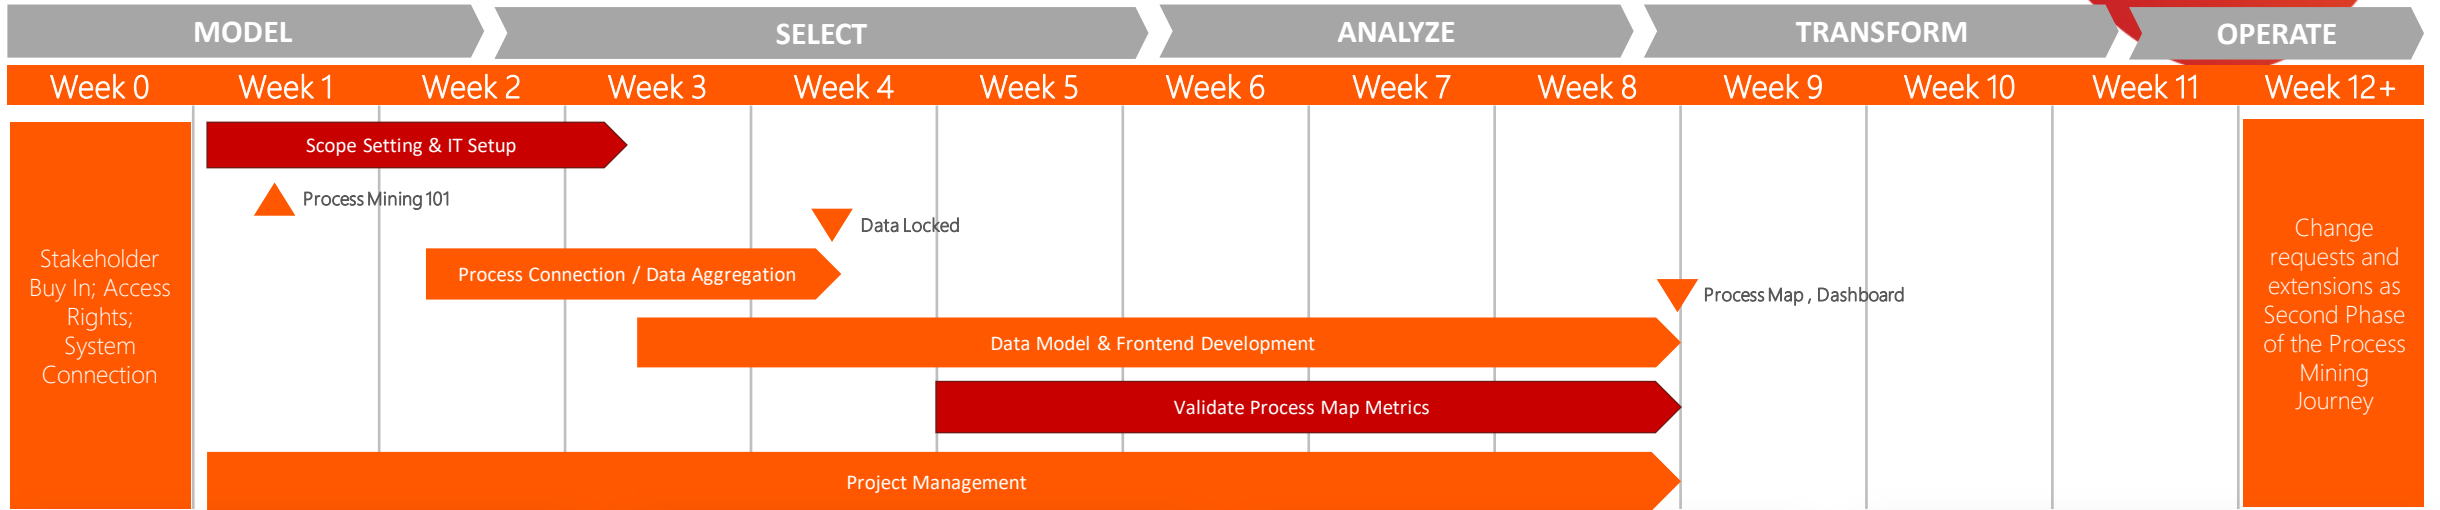 MODEL
SELECT
ANALYZE
TRANSFORM
OPERATE
Week 0
Week 1
Week 2
Week 3
Week 4
Week 5
Week 6
Week 7
Week 8
Week 9
Week 10
Week 11
Week 12+
Stakeholder
Buy In; Access
Rights;
System
Connection
Scope Setting & IT Setup
Process Mining 101
Data Locked
Process Connection / Data Aggregation
Process Map , Dashboard
Data Model & Frontend Development
Validate Process Map Metrics
Project Management
Change
requests and
extensions as
Second Phase
of the Process
Mining
Journey